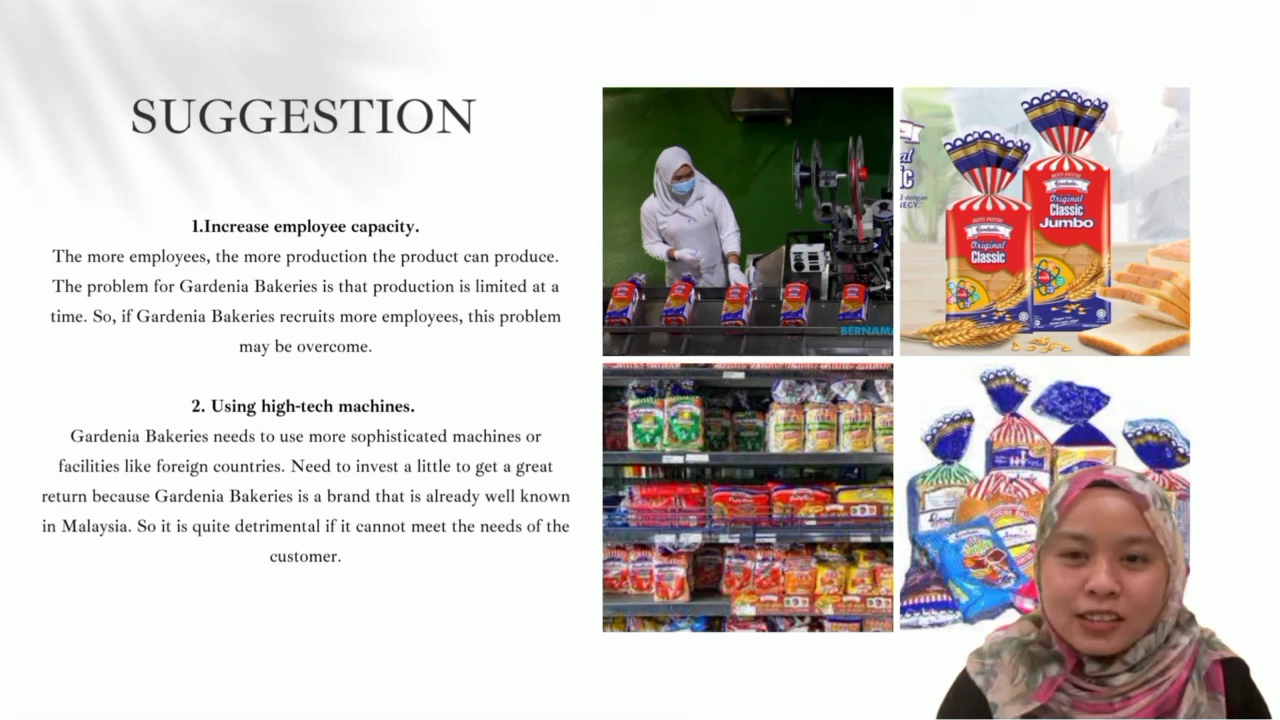 SUGGESTION
1.Increase employee capacity.
The more employees, the more production the product can produce.
The problem for Gardenia Bakeries is that production is limited at a
time. So, if Gardenia Bakeries recruits more employees, this problem
may be overcome.
2. Using high-tech machines.
Gardenia Bakeries needs to use more sophisticated machines or
facilities like foreign countries. Need to invest a little to get a great
return because Gardenia Bakeries is a brand that is already well known
in Malaysia. So it is quite detrimental if it cannot meet the needs of the
customer.
BERNAMA
Gardenia
Original
Classic
Gardenia
Original
Classic
Jumbo